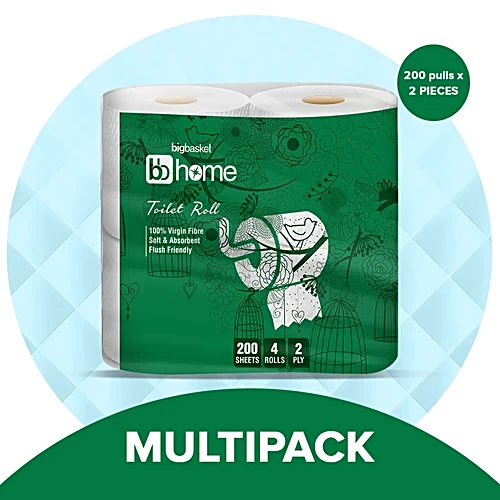 200 pulls x
2 PIECES
bigbasket
bb home
Toilet Roll
100% Virgin Fibre
Soft & Absorbent
Flush Friendly
200 4 2
SHEETS ROLLS PLY
MULTIPACK